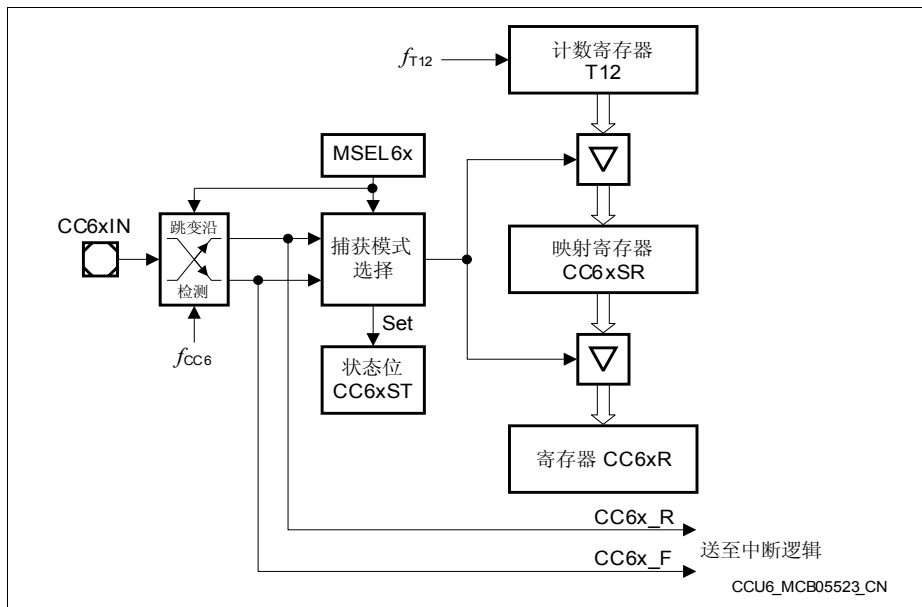 fT12
计数寄存器
T12
MSEL6x
CC6xIN
跳变沿
检测
捕获模式
选择
映射寄存器
CC6xSR
fCC6
Set
状态位
CC6xST
寄存器 CC6xR
CC6x_R
CC6x_F
送至中断逻辑
CCU6_MCB05523_CN